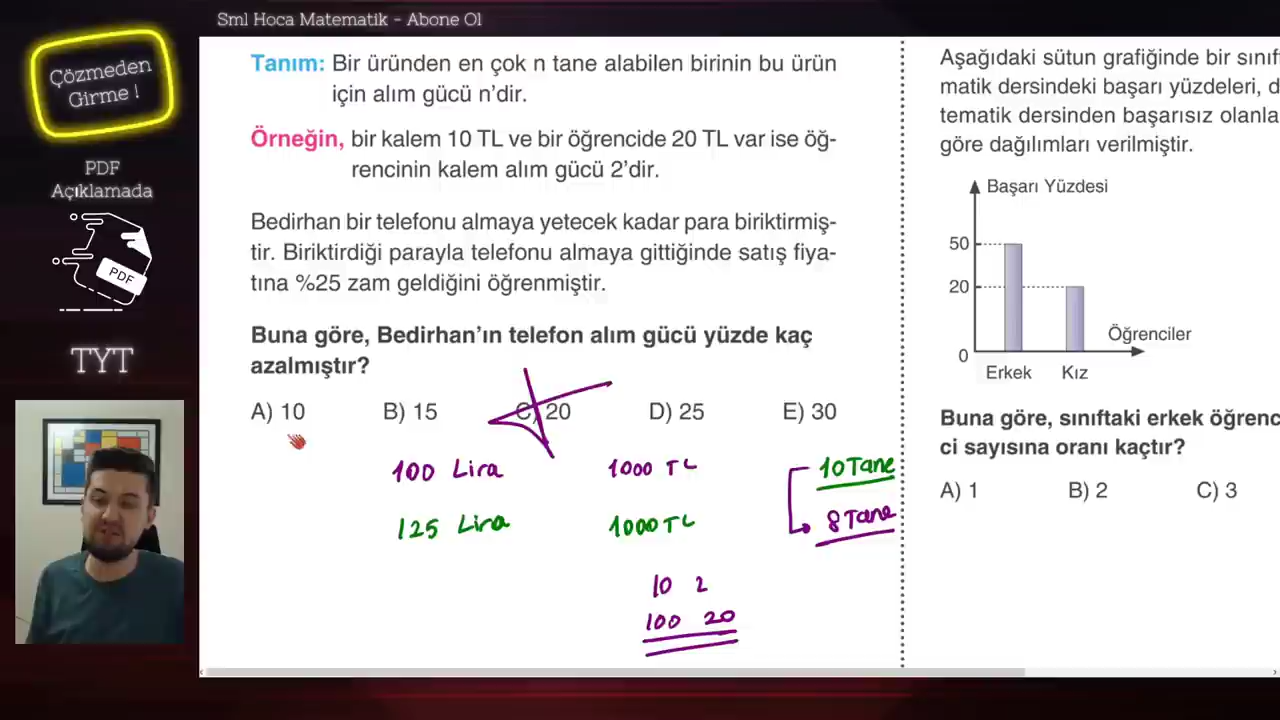 Sml Hoca Matematik - Abone Ol
Çözmeden
Girme !
PDF
Açıklamada
PDF
TYT
Tanım: Bir üründen en çok n tane alabilen birinin bu ürün
için alım gücü n’dir.
Örneğin, bir kalem 10 TL ve bir öğrencide 20 TL var ise öğ-
rencinin kalem alım gücü 2’dir.
Bedirhan bir telefonu almaya yetecek kadar para biriktirmiş-
tir. Biriktirdiği parayla telefonu almaya gittiğinde satış fiya-
tına %25 zam geldiğini öğrenmiştir.
Buna göre, Bedirhan’ın telefon alım gücü yüzde kaç
azalmıştır?
A) 10 B) 15 C) 20 D) 25 E) 30
100 Lira 1000 TL 10 Tane
125 Lira 1000 TL 8 Tane
10 2
100 20
Aşağıdaki sütun grafiğinde bir sınıf
matik dersindeki başarı yüzdeleri, d
tematik dersinden başarısız olanla
göre dağılımları verilmiştir.
Başarı Yüzdesi
50
20
0
Öğrenciler
Erkek Kız
Buna göre, sınıftaki erkek öğrenc
ci sayısına oranı kaçtır?
A) 1 B) 2 C) 3